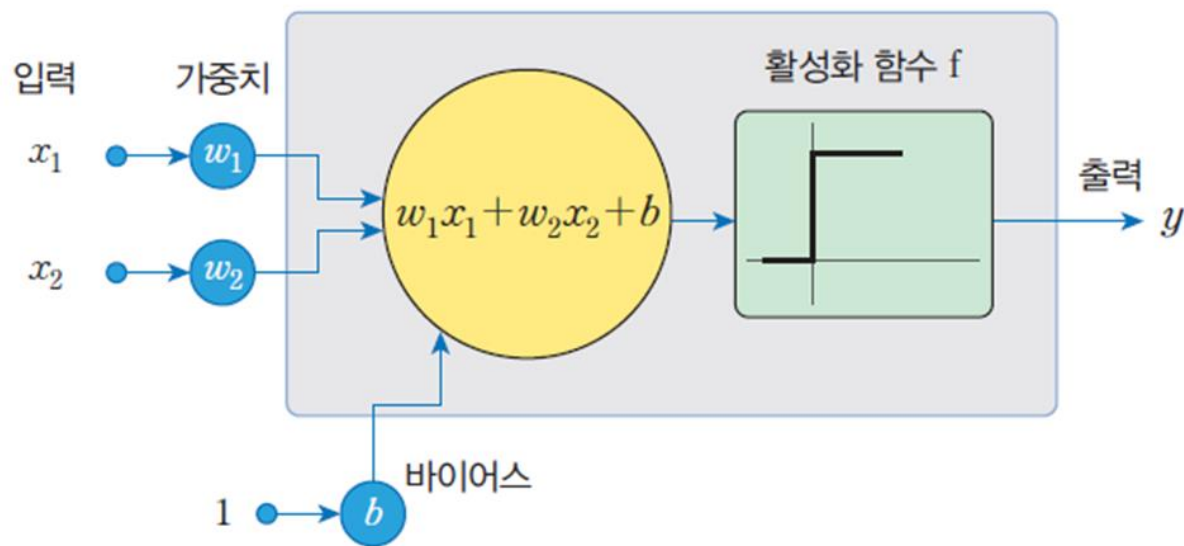 입력
가중치
활성화 함수 f
x₁
w₁
w₁x₁+w₂x₂+b
출력
y
x₂
w₂
바이어스
1
b